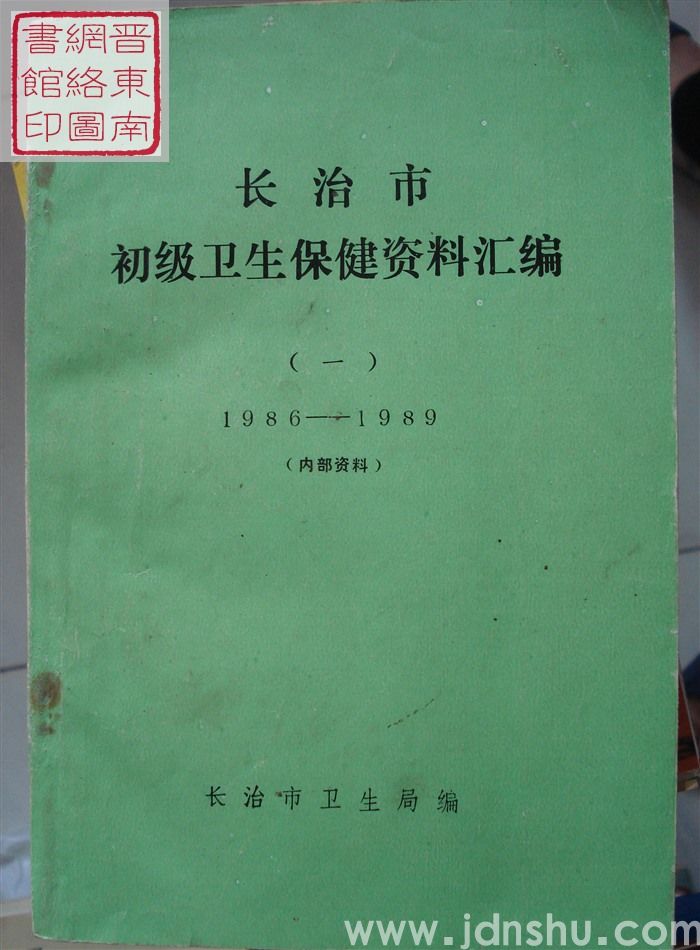 晋東南
網絡圖
書館印
长治市
初级卫生保健资料汇编
（一）
1986——1989
（内部资料）
长治市卫生局编
www.jdnshu.com